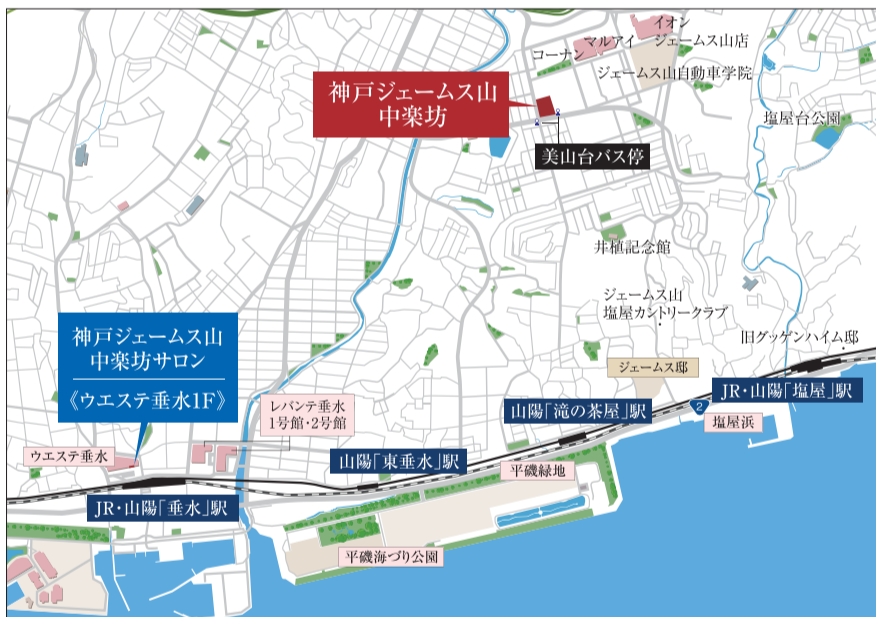 イオン
ジェームス山店
マルアイ
コーナン
ジェームス山自動車学院
神戸ジェームス山
中楽坊
塩屋台公園
美山台バス停
井植記念館
ジェームス山
塩屋カントリークラブ
旧グッゲンハイム邸
神戸ジェームス山
中楽坊サロン
《ウエステ垂水1F》
ジェームス邸
JR・山陽「塩屋」駅
レバンテ垂水
1号館・2号館
山陽「滝の茶屋」駅
2
塩屋浜
ウエステ垂水
山陽「東垂水」駅
平磯緑地
JR・山陽「垂水」駅
平磯海づり公園